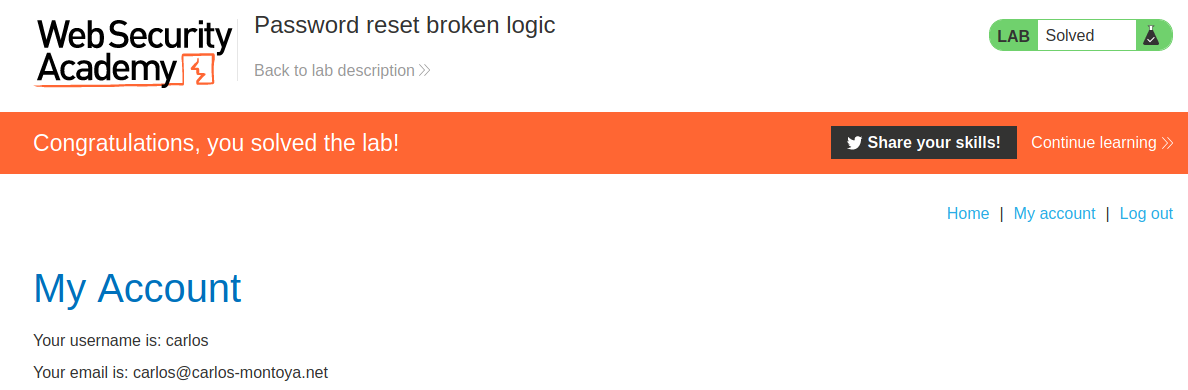 Web Security
Academy
Password reset broken logic
Back to lab description
LAB Solved
Congratulations, you solved the lab!
Share your skills! Continue learning
Home | My account | Log out
My Account
Your username is: carlos
Your email is: carlos@carlos-montoya.net